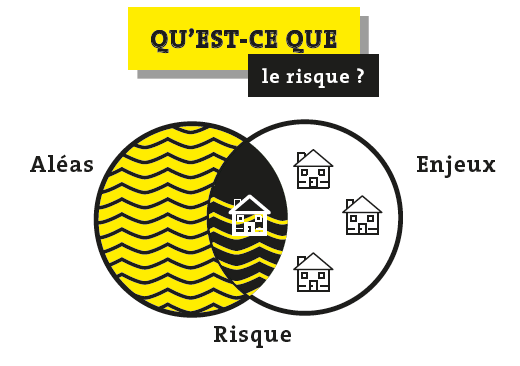 QU'EST-CE QUE
le risque ?
Aléas
Enjeux
Risque